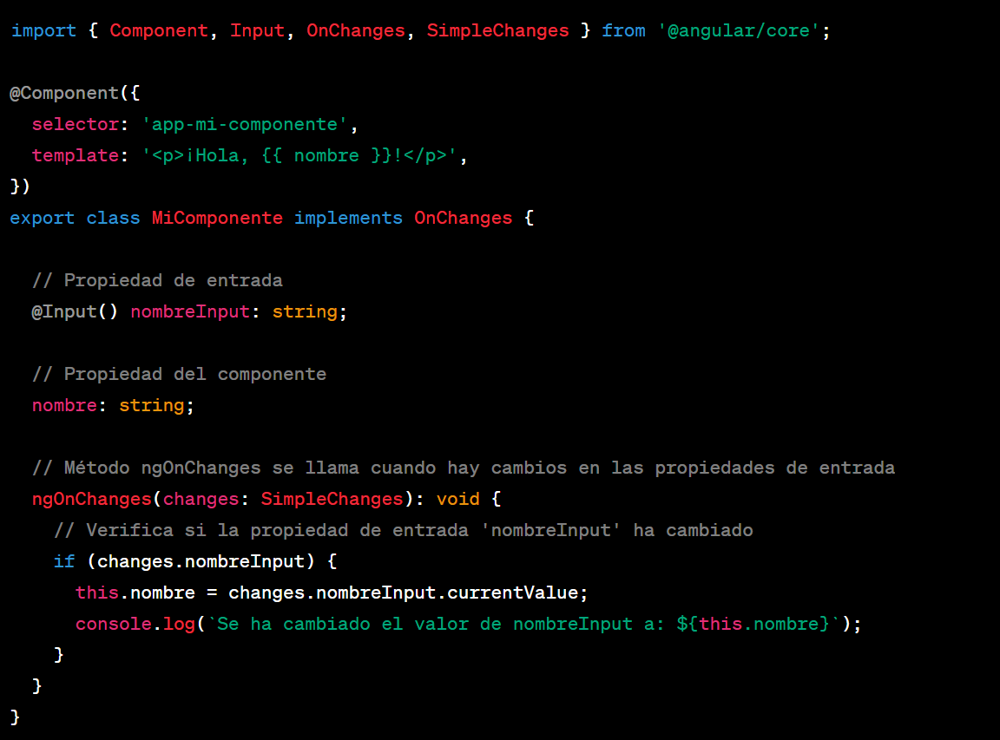 import { Component, Input, OnChanges, SimpleChanges } from '@angular/core';

@Component({
  selector: 'app-mi-componente',
  template: '<p>¡Hola, {{ nombre }}!</p>',
})
export class MiComponente implements OnChanges {

  // Propiedad de entrada
  @Input() nombreInput: string;

  // Propiedad del componente
  nombre: string;

  // Método ngOnChanges se llama cuando hay cambios en las propiedades de entrada
  ngOnChanges(changes: SimpleChanges): void {
    // Verifica si la propiedad de entrada 'nombreInput' ha cambiado
    if (changes.nombreInput) {
      this.nombre = changes.nombreInput.currentValue;
      console.log(`Se ha cambiado el valor de nombreInput a: ${this.nombre}`);
    }
  }
}